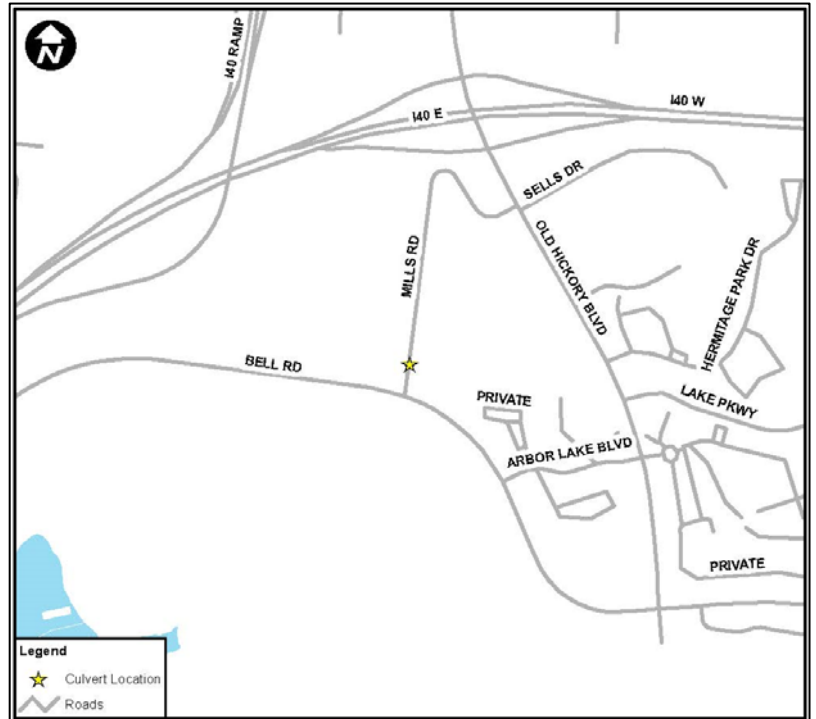 N
I40 RAMP
I40 E
I40 W
SELLS DR
MILLS RD
OLD HICKORY BLVD
HERMITAGE PARK DR
BELL RD
PRIVATE
LAKE PKWY
ARBOR LAKE BLVD
PRIVATE
Legend
Culvert Location
Roads